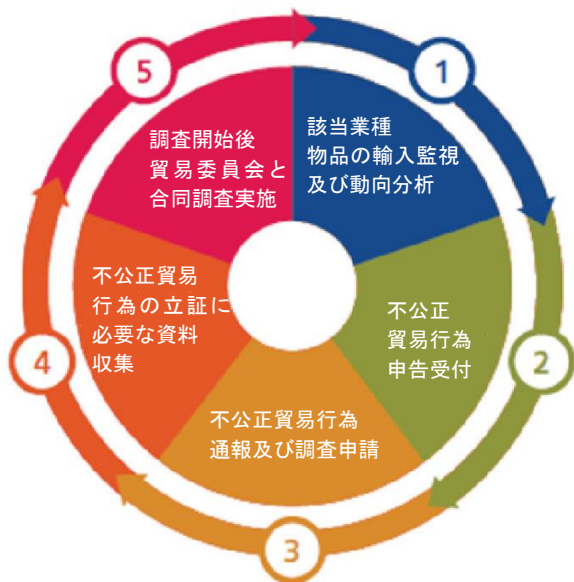 1
該当業種
物品の輸入監視
及び動向分析
2
不公正
貿易行為
申告受付
3
不公正貿易行為
通報及び調査申請
4
不公正貿易
行為の立証に
必要な資料
収集
5
調査開始後
貿易委員会と
合同調査実施